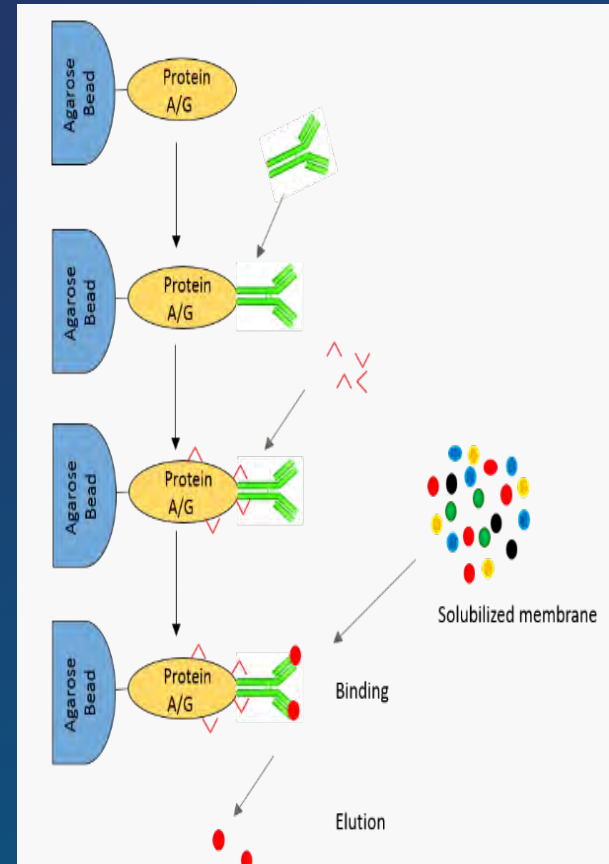 Agarose
Bead
Protein
A/G
Agarose
Bead
Protein
A/G
Agarose
Bead
Protein
A/G
Solubilized membrane
Agarose
Bead
Protein
A/G
Binding
Elution